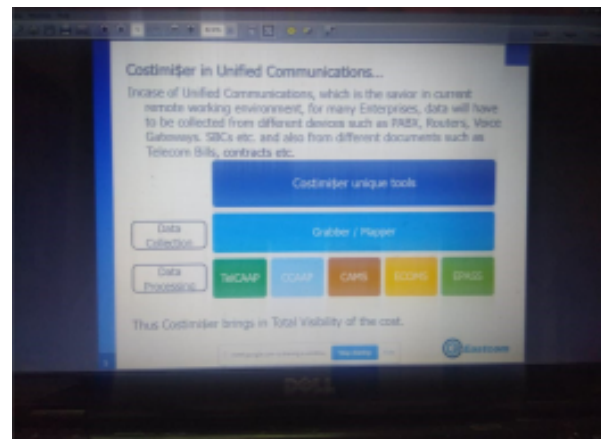 Costimi$er in Unified Communications...
Incase of Unified Communications, which is the savior in current
remote working environment, for many Enterprises, data will have
to be collected from different devices such as PABX, Routers, Voice
Gateways, SBCs etc. and also from different documents such as
Telecom Bills, contracts etc.
Costimi$er unique tools
Data
Collection
Grabber / Mapper
Data
Processing
TelCAAP
CCAAP
CAMS
ECOMS
EPASS
Thus Costimi$er brings in Total Visibility of the cost.
Kastcom
DELL